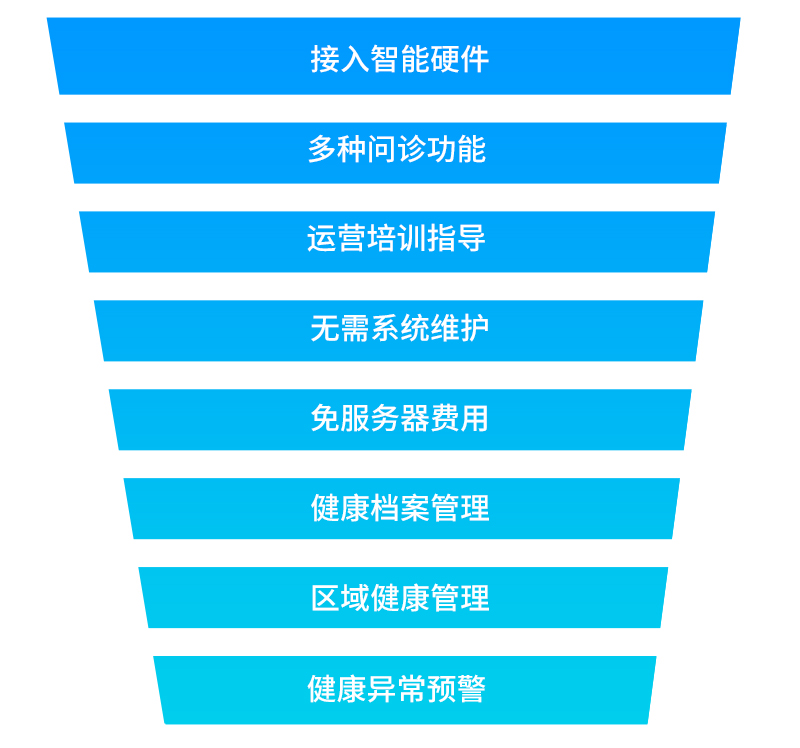 接入智能硬件
多种问诊功能
运营培训指导
无需系统维护
免服务器费用
健康档案管理
区域健康管理
健康异常预警